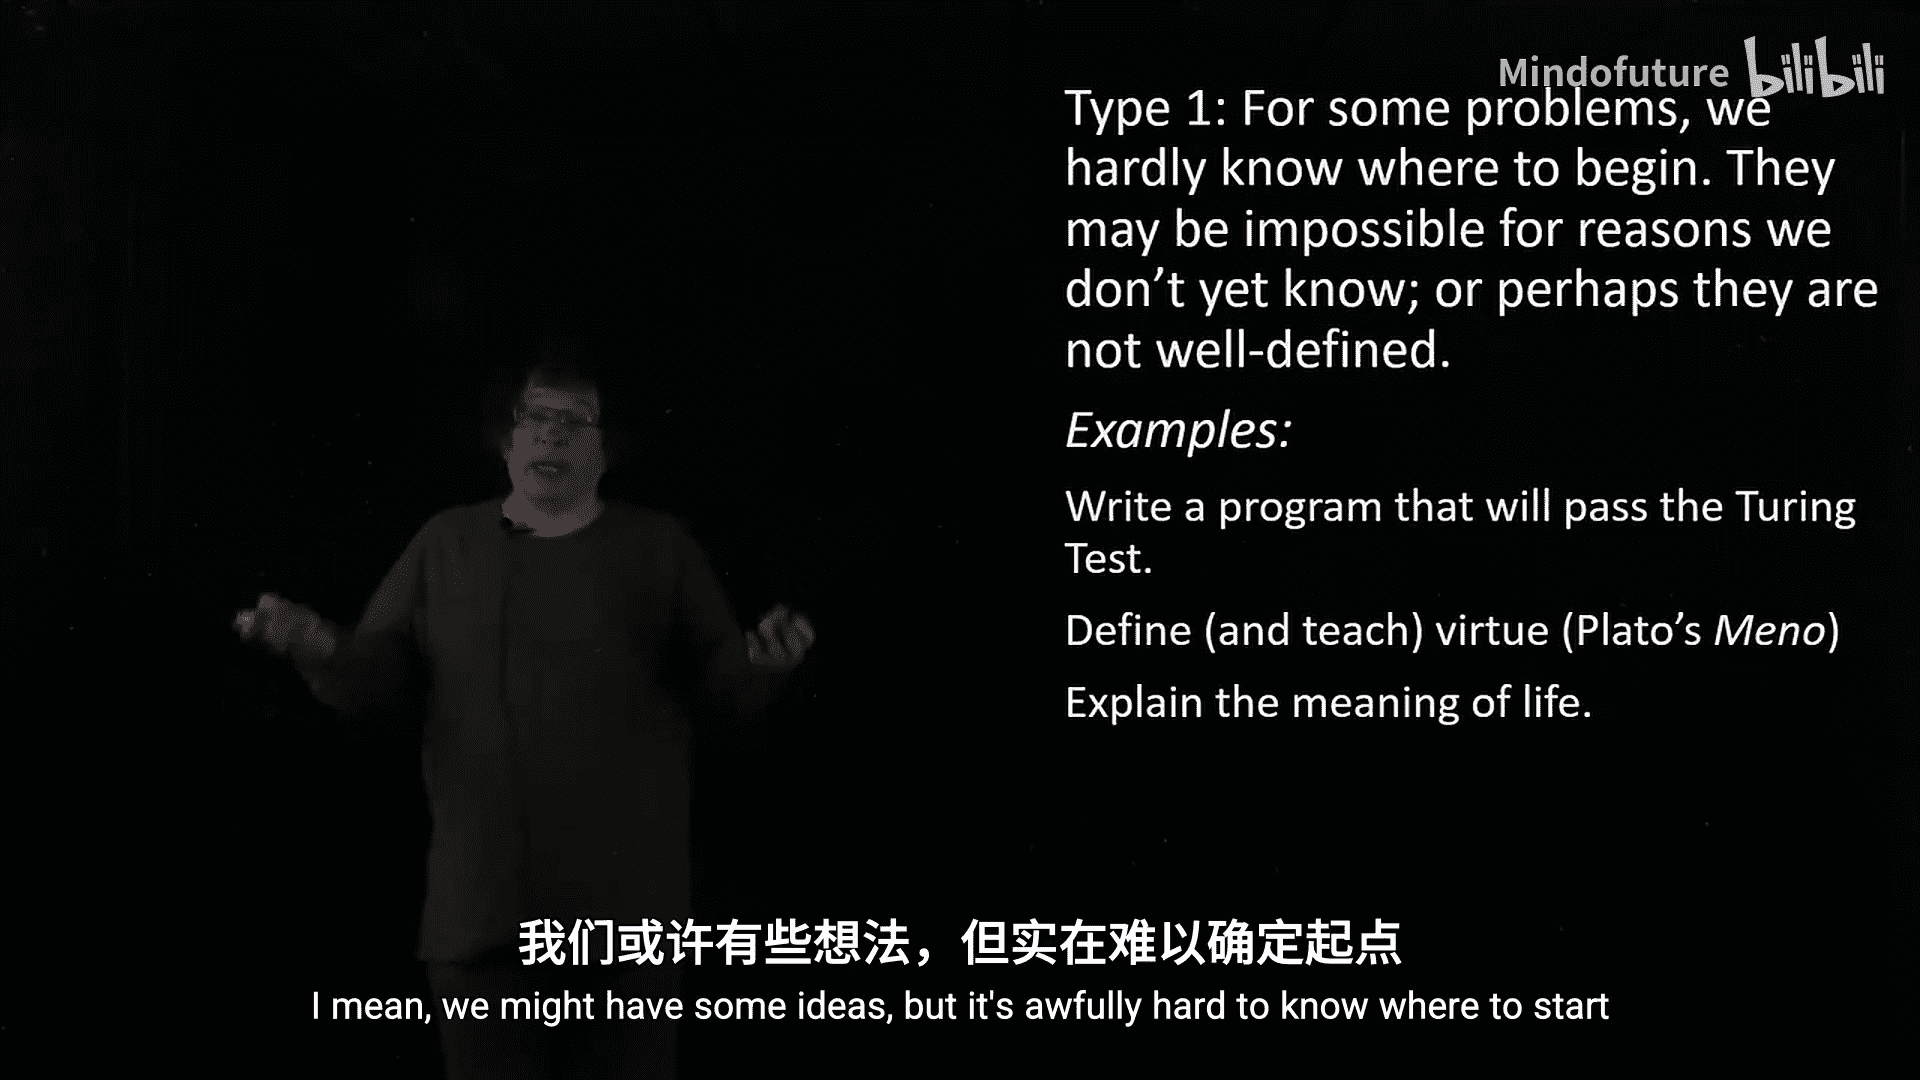 Mindofuture bilibili
Type 1: For some problems, we
hardly know where to begin. They
may be impossible for reasons we
don’t yet know; or perhaps they are
not well-defined.
Examples:
Write a program that will pass the Turing
Test.
Define (and teach) virtue (Plato’s Meno)
Explain the meaning of life.
我们或许有些想法，但实在难以确定起点
I mean, we might have some ideas, but it's awfully hard to know where to start